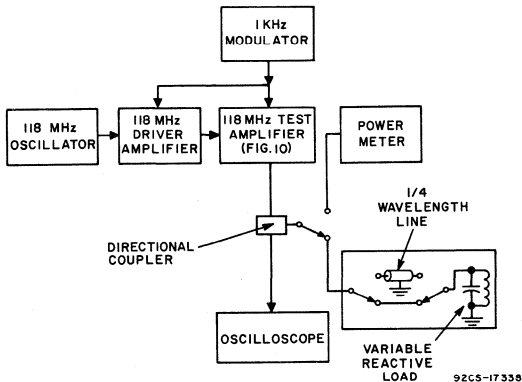 1 KHz
MODULATOR
118 MHz
OSCILLATOR
118 MHz
DRIVER
AMPLIFIER
118 MHz TEST
AMPLIFIER
(FIG. 10)
POWER
METER
1/4
WAVELENGTH
LINE
DIRECTIONAL
COUPLER
OSCILLOSCOPE
VARIABLE
REACTIVE
LOAD
92CS-17338